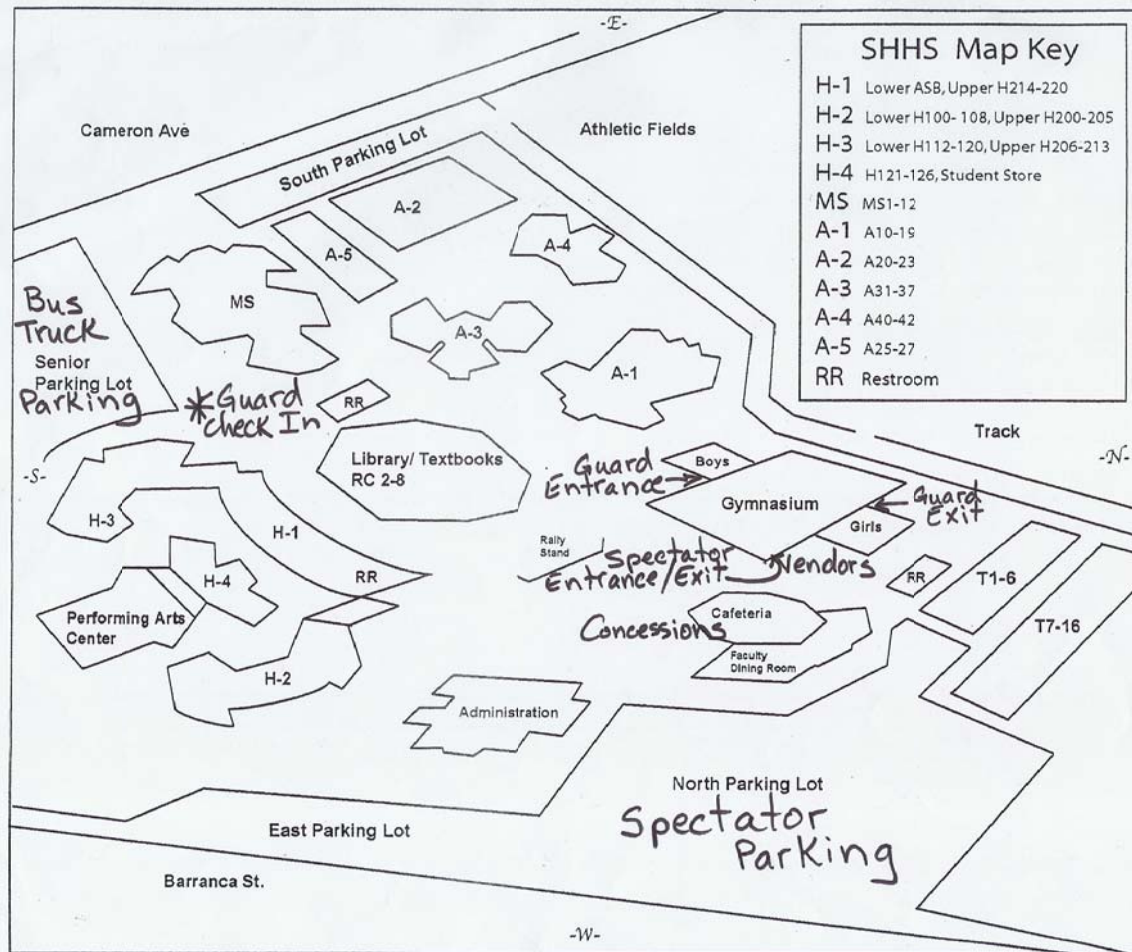 -E-
SHHS Map Key
H-1 Lower ASB, Upper H214-220
H-2 Lower H100- 108, Upper H200-205
H-3 Lower H112-120, Upper H206-213
H-4 H121-126, Student Store
MS MS1-12
A-1 A10-19
A-2 A20-23
A-3 A31-37
A-4 A40-42
A-5 A25-27
RR Restroom
Cameron Ave
Athletic Fields
South Parking Lot
A-2
A-5
A-4
MS
Bus
Truck
Senior
Parking Lot
Parking
A-3
A-1
* Guard
check In
RR
Track
-N-
-S-
Library/ Textbooks
RC 2-8
Boys
Guard
Entrance
Gymnasium
Guard
Exit
Girls
H-3
H-1
Rally
Stand
Spectator
Entrance/Exit
Vendors
RR
T1-6
T7-16
H-4
RR
Performing Arts
Center
Cafeteria
Concessions
Faculty
Dining Room
H-2
Administration
North Parking Lot
Spectator
Parking
East Parking Lot
Barranca St.
-W-